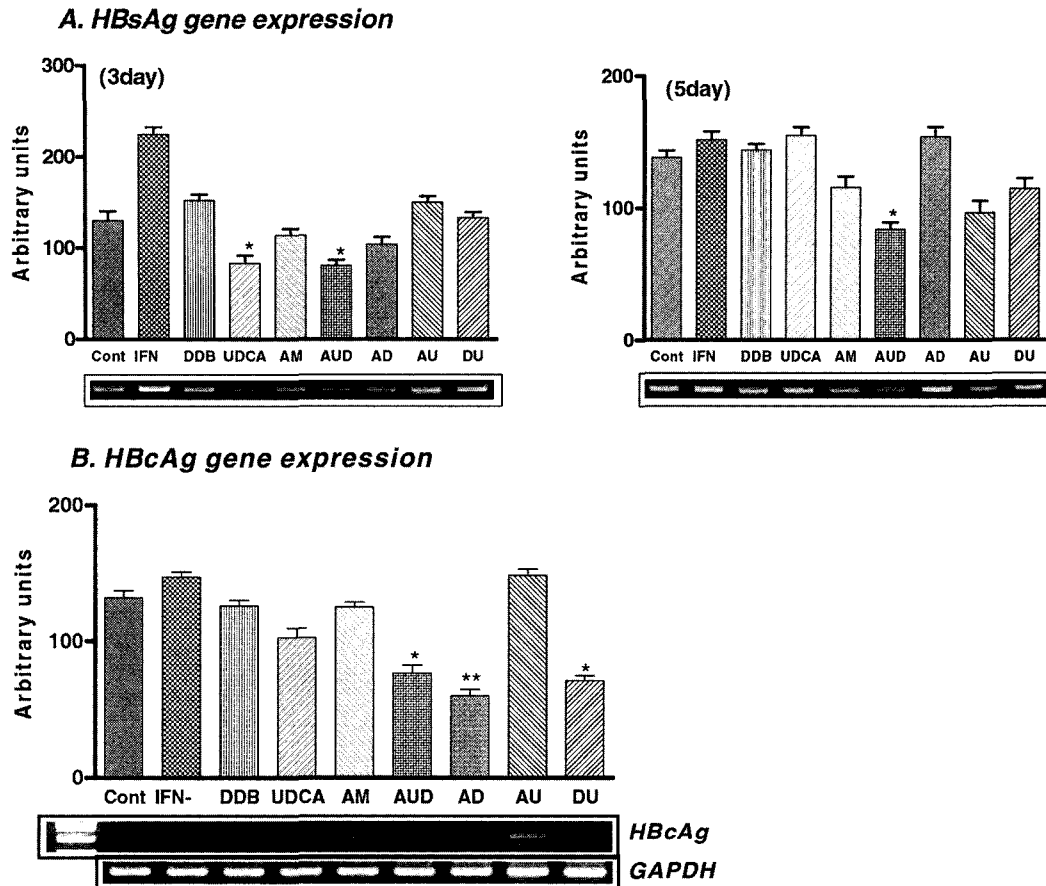 A. HBsAg gene expression
(3day)
Arbitrary units
300
200
100
0
*
*
Cont IFN DDB UDCA AM AUD AD AU DU
(5day)
Arbitrary units
200
100
0
*
Cont IFN DDB UDCA AM AUD AD AU DU
B. HBcAg gene expression
Arbitrary units
200
100
0
*
**
*
Cont IFN- DDB UDCA AM AUD AD AU DU
HBcAg
GAPDH